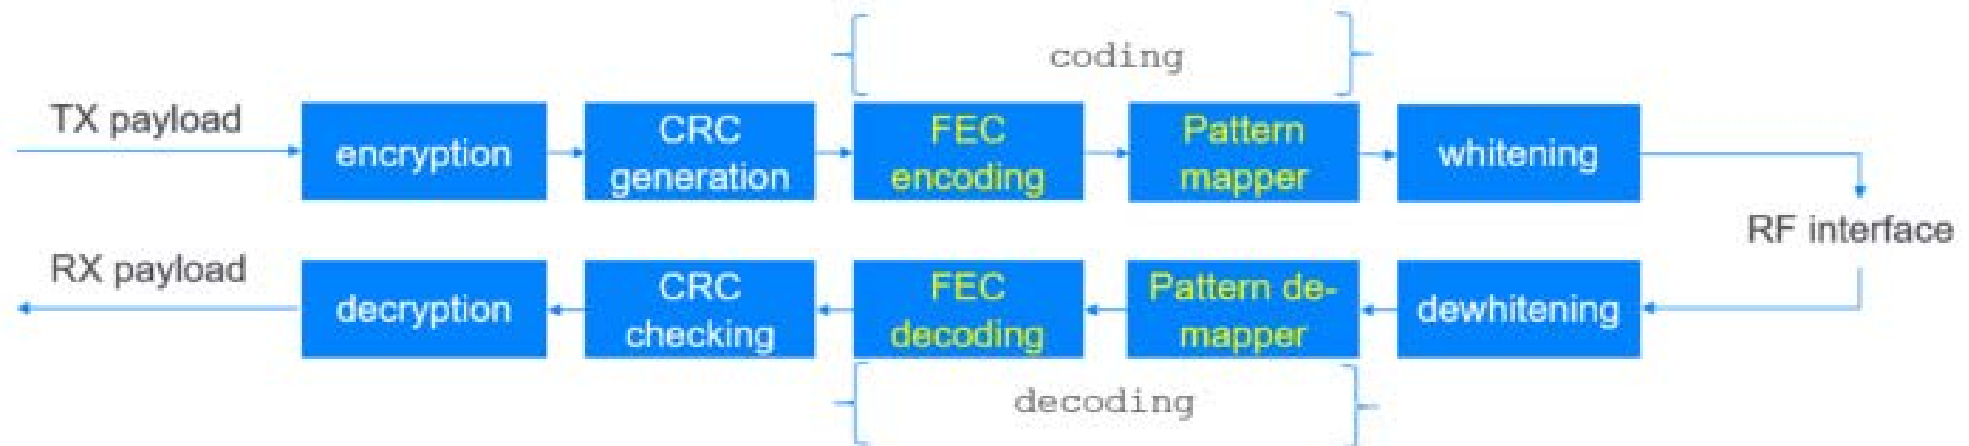 coding
TX payload
encryption
CRC
generation
FEC
encoding
Pattern
mapper
whitening
RF interface
RX payload
decryption
CRC
checking
FEC
decoding
Pattern de-
mapper
dewhitening
decoding